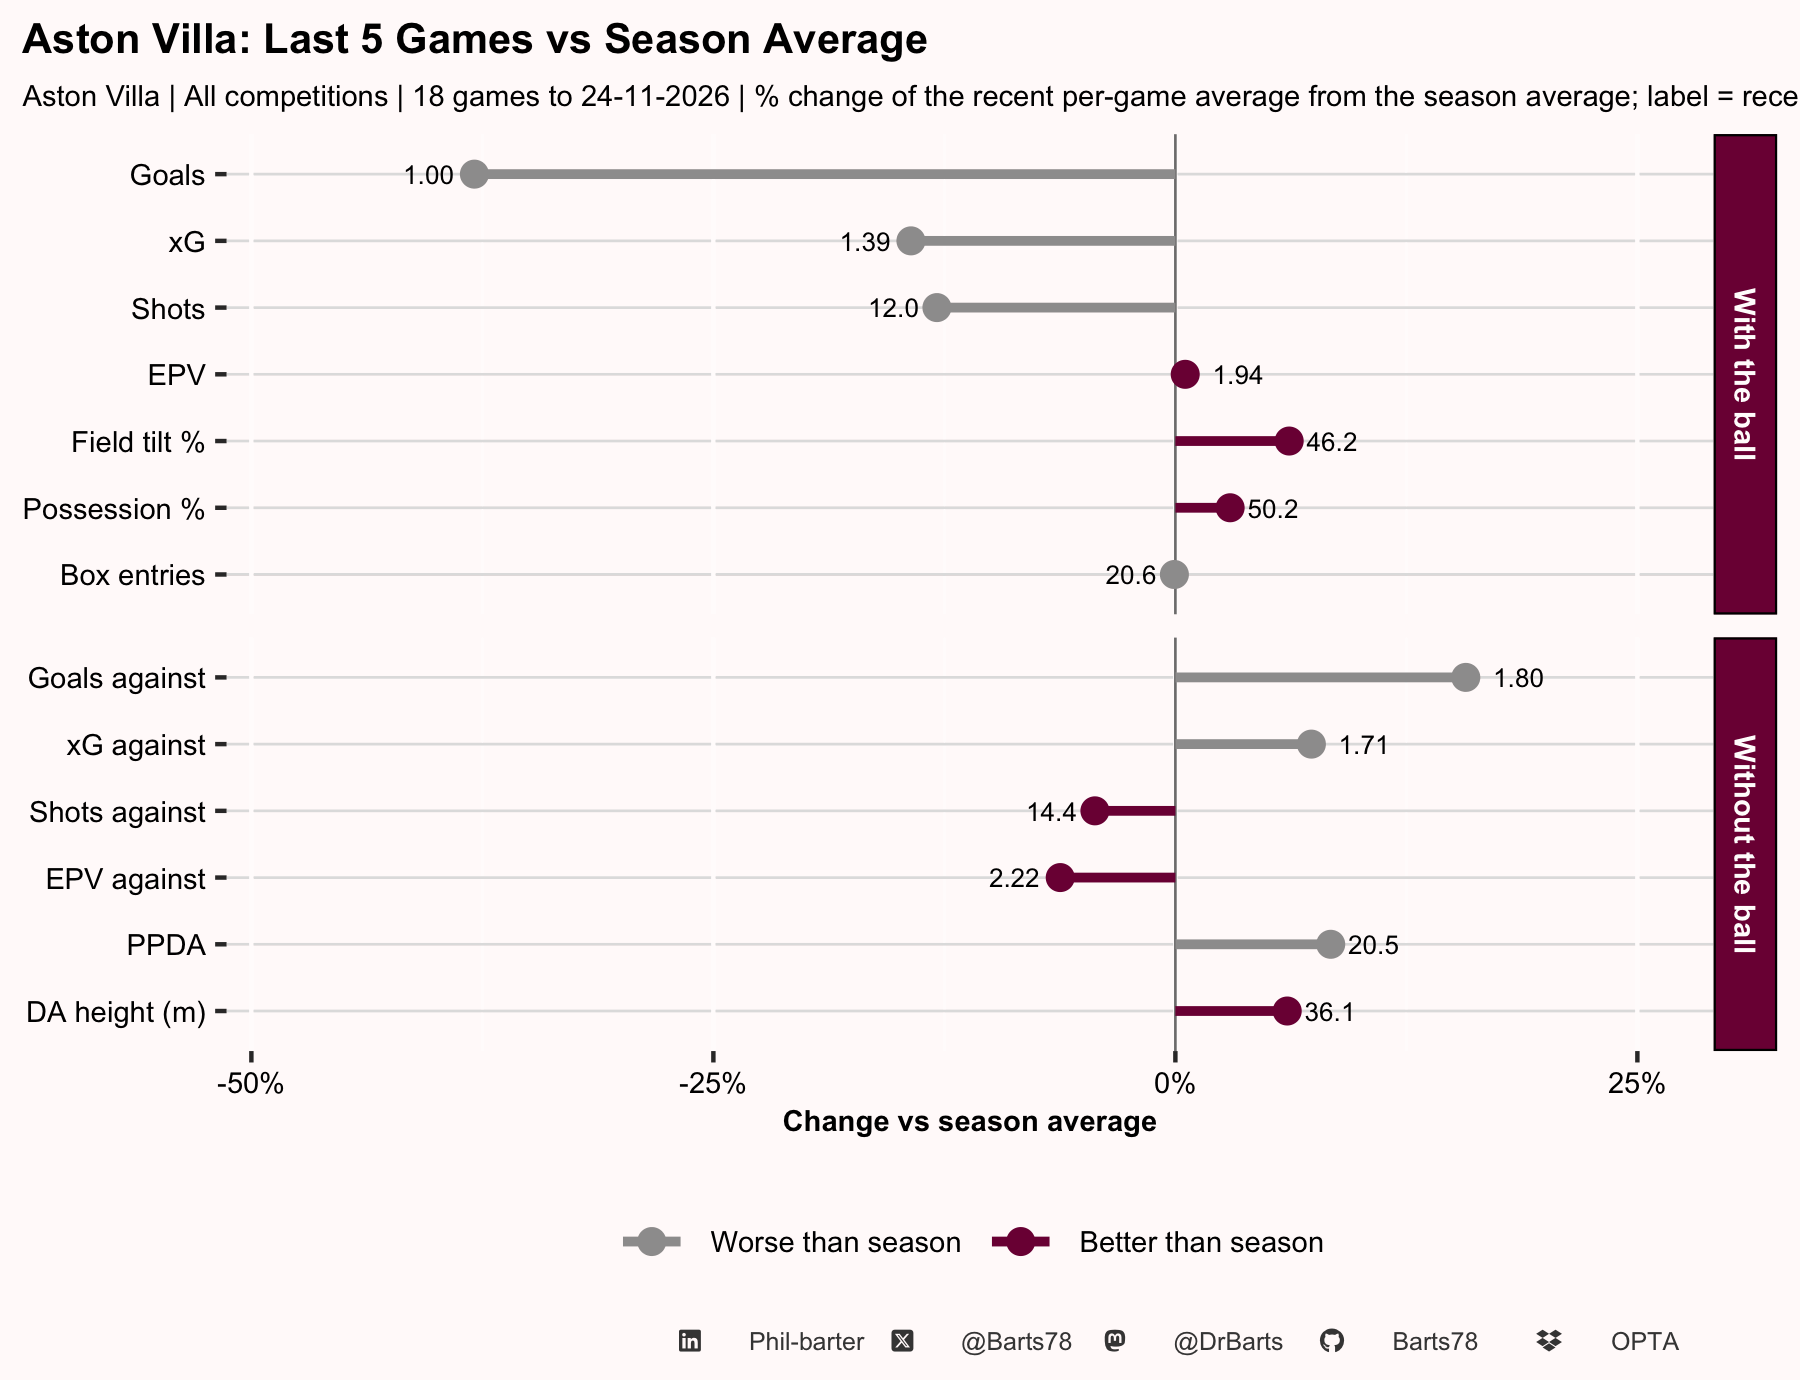 Aston Villa: Last 5 Games vs Season Average
Aston Villa | All competitions | 18 games to 24-11-2026 | % change of the recent per-game average from the season average; label = rece
With the ball
Goals 1.00
xG 1.39
Shots 12.0
EPV 1.94
Field tilt % 46.2
Possession % 50.2
Box entries 20.6
Without the ball
Goals against 1.80
xG against 1.71
Shots against 14.4
EPV against 2.22
PPDA 20.5
DA height (m) 36.1
-50% -25% 0% 25%
Change vs season average
Worse than season Better than season
Phil-barter @Barts78 @DrBarts Barts78 OPTA